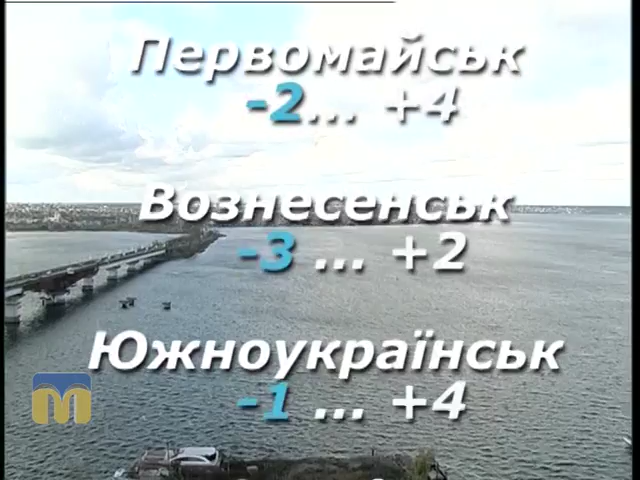 Первомайськ
-2... +4
Вознесенськ
-3 ... +2
Южноукраїнськ
-1 ... +4
М